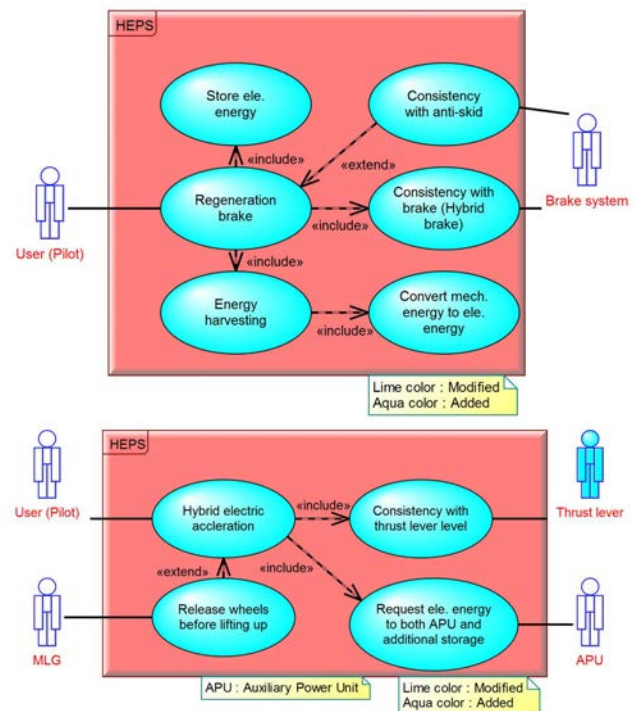 HEPS
Store ele.
energy
Consistency
with anti-skid
«include»
«extend»
Regeneration
brake
Consistency with
brake (Hybrid
brake)
«include»
User (Pilot)
Brake system
«include»
Energy
harvesting
Convert mech.
energy to ele.
energy
«include»
Lime color : Modified
Aqua color : Added
HEPS
User (Pilot)
Hybrid electric
accleration
«include»
Consistency with
thrust lever level
Thrust lever
«extend»
«include»
Release wheels
before lifting up
Request ele. energy
to both APU and
additional storage
MLG
APU
APU : Auxiliary Power Unit
Lime color : Modified
Aqua color : Added